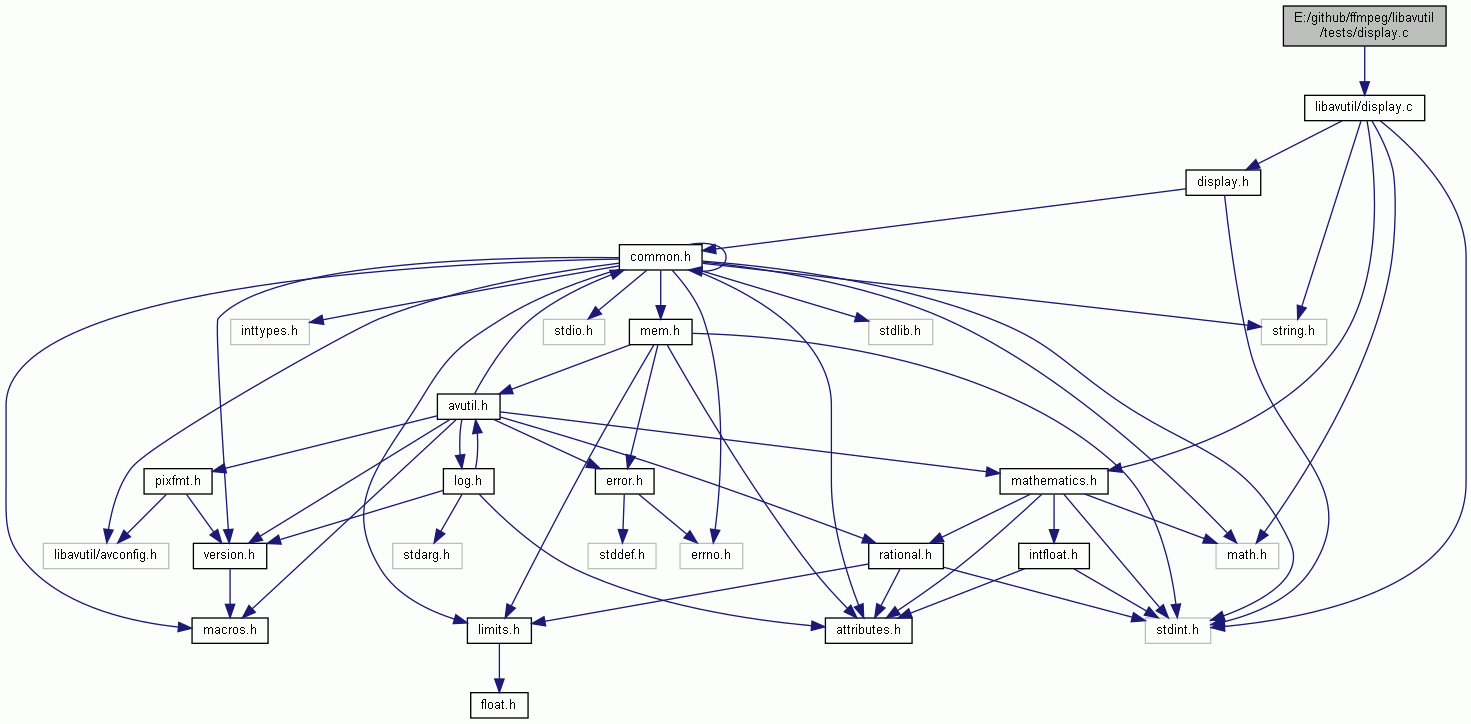 E:/github/ffmpeg/libavutil
/tests/display.c
libavutil/display.c
display.h
common.h
inttypes.h
stdio.h
mem.h
stdlib.h
string.h
avutil.h
pixfmt.h
log.h
error.h
mathematics.h
libavutil/avconfig.h
version.h
stdarg.h
stddef.h
errno.h
rational.h
intfloat.h
math.h
macros.h
limits.h
attributes.h
stdint.h
float.h